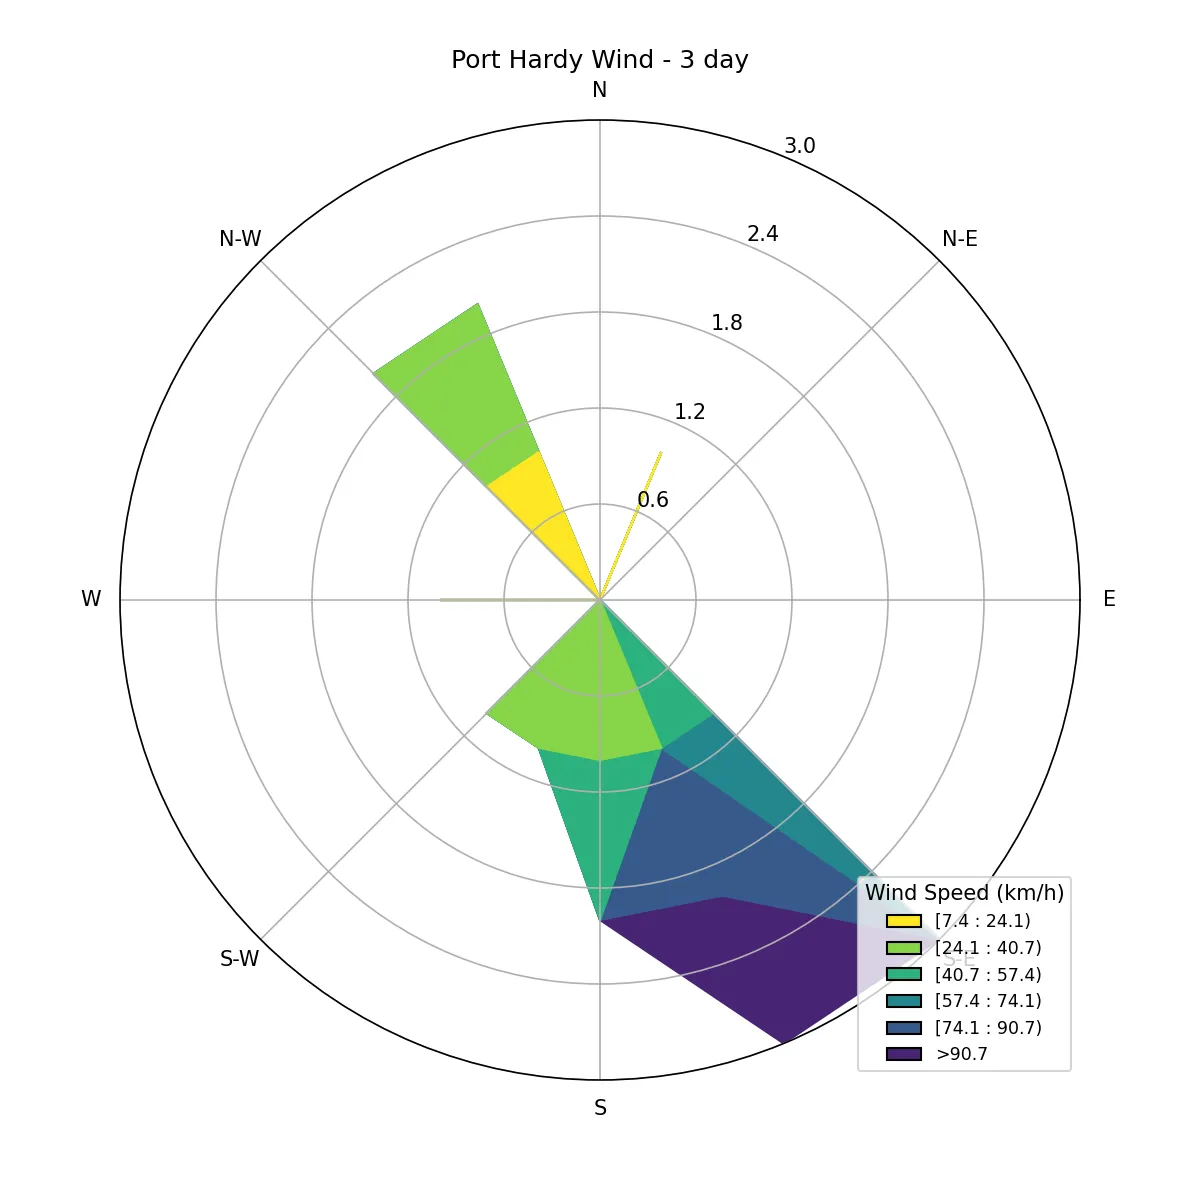 Port Hardy Wind - 3 day
N
3.0
N-W
N-E
2.4
1.8
1.2
0.6
W
E
Wind Speed (km/h)
[7.4 : 24.1)
[24.1 : 40.7)
S-W
S-E
[40.7 : 57.4)
[57.4 : 74.1)
[74.1 : 90.7)
>90.7
S